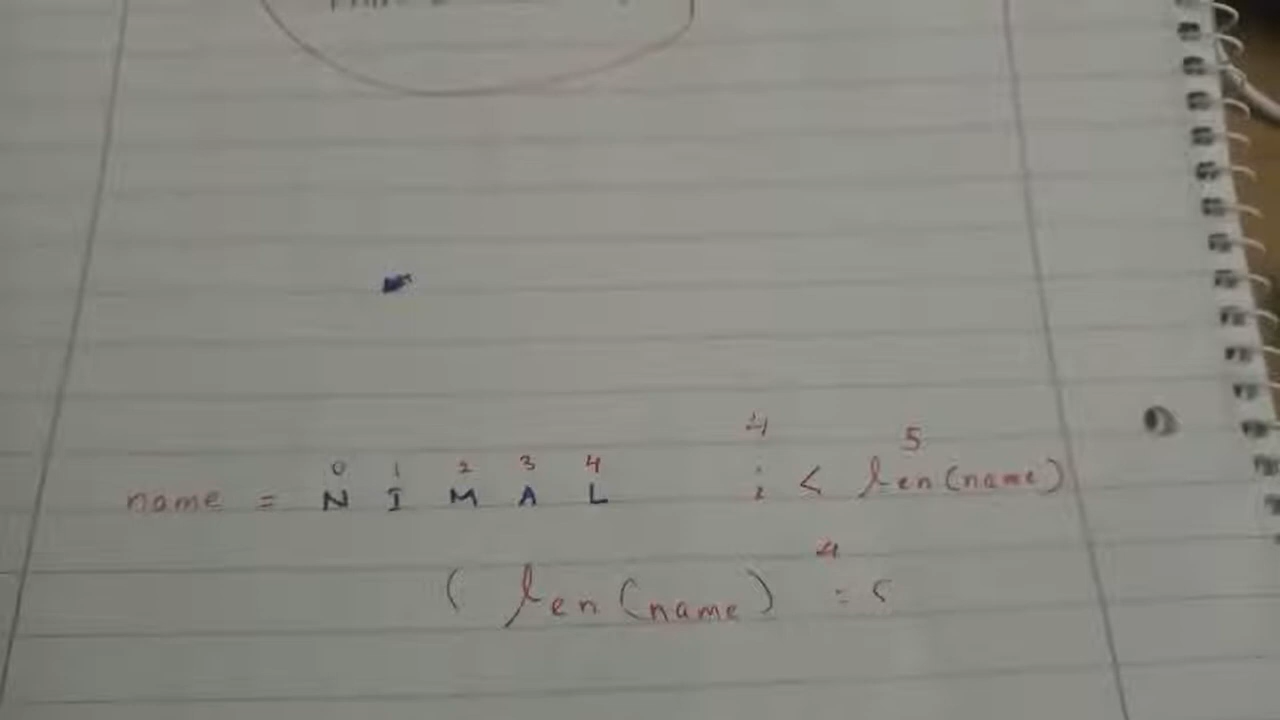 4 5
0 1 2 3 4
name = N I M A L i < len(name)
4
( len(name) = 5